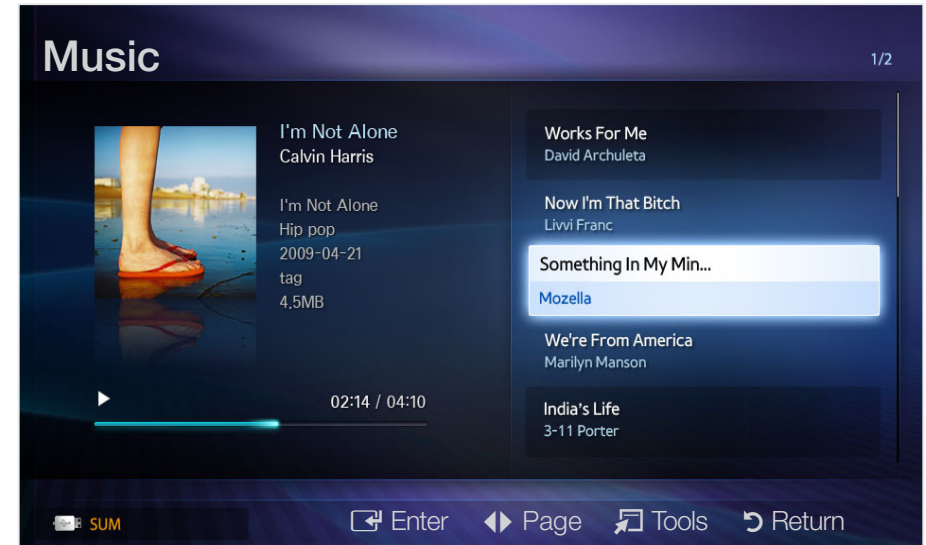 Music
1/2
I'm Not Alone
Calvin Harris
I'm Not Alone
Hip pop
2009-04-21
tag
4.5MB
02:14 / 04:10
Works For Me
David Archuleta
Now I'm That Bitch
Livvi Franc
Something In My Min...
Mozella
We're From America
Marilyn Manson
India's Life
3-11 Porter
SUM
Enter Page Tools Return